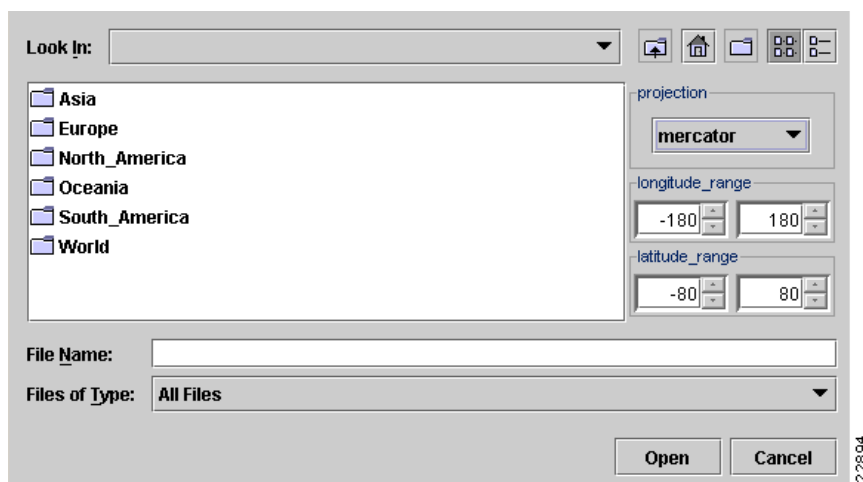 Look In:
Asia
Europe
North_America
Oceania
South_America
World
projection
mercator
longitude_range
-180 180
latitude_range
-80 80
File Name:
Files of Type: All Files
Open Cancel